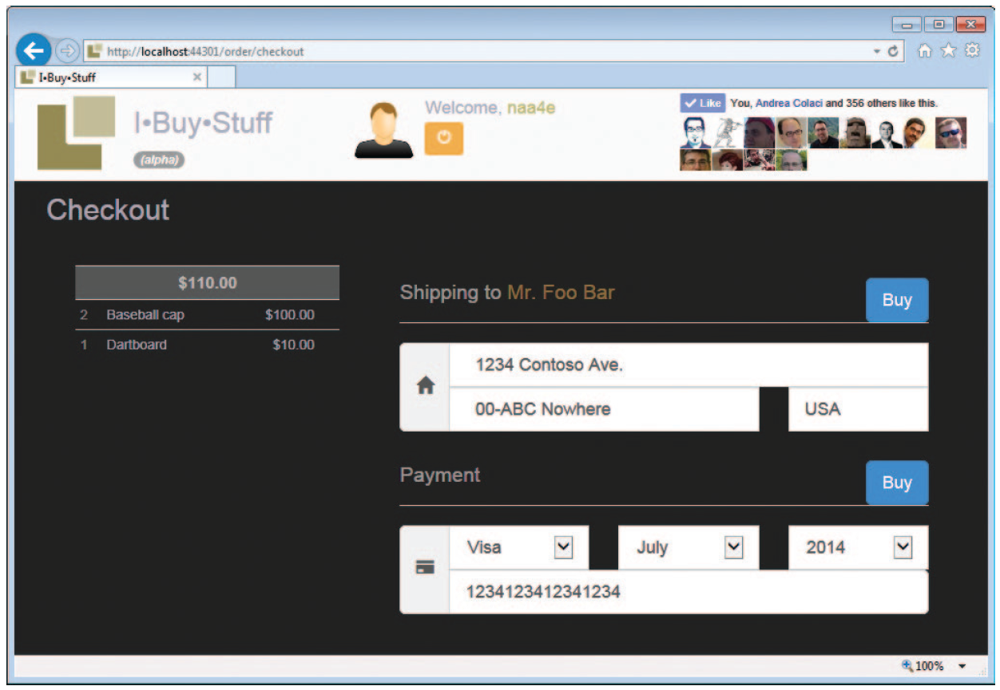 http://localhost:44301/order/checkout
I•Buy•Stuff
I•Buy•Stuff
(alpha)
Welcome, naa4e
Like You, Andrea Colaci and 356 others like this.
Checkout
$110.00
2 Baseball cap $100.00
1 Dartboard $10.00
Shipping to Mr. Foo Bar
Buy
1234 Contoso Ave.
00-ABC Nowhere
USA
Payment
Buy
Visa
July
2014
1234123412341234
100%